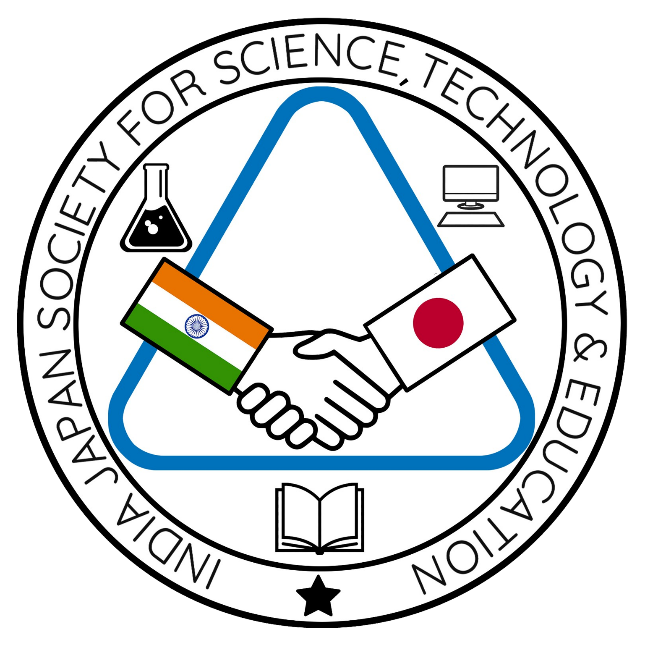 INDIA JAPAN SOCIETY FOR SCIENCE, TECHNOLOGY & EDUCATION